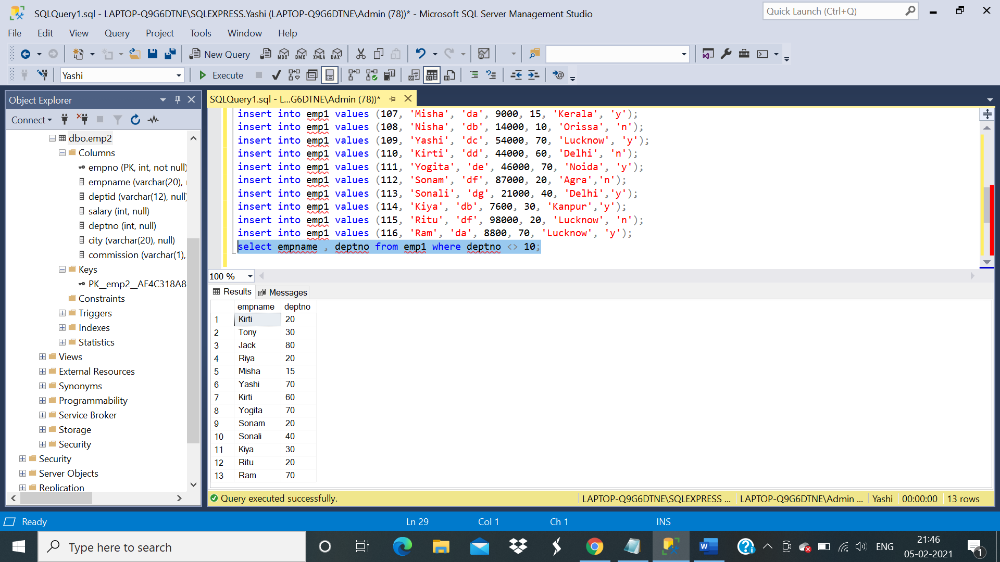 SQLQuery1.sql - LAPTOP-Q9G6DTNE\SQLEXPRESS.Yashi (LAPTOP-Q9G6DTNE\Admin (78))* - Microsoft SQL Server Management Studio
Quick Launch (Ctrl+Q)
File Edit View Query Project Tools Window Help
New Query MDX DMX XMLA DAX
Yashi Execute
Object Explorer
SQLQuery1.sql - L...G6DTNE\Admin (78))*
Connect
dbo.emp2
Columns
empno (PK, int, not null)
empname (varchar(20),
deptid (varchar(12), null)
salary (int, null)
deptno (int, null)
city (varchar(20), null)
commission (varchar(1),
Keys
PK__emp2__AF4C318A8
Constraints
Triggers
Indexes
Statistics
Views
External Resources
Synonyms
Programmability
Service Broker
Storage
Security
Security
Server Objects
Replication
insert into emp1 values (107, 'Misha', 'da', 9000, 15, 'Kerala', 'y');
insert into emp1 values (108, 'Nisha', 'db', 14000, 10, 'Orissa', 'n');
insert into emp1 values (109, 'Yashi', 'dc', 54000, 70, 'Lucknow', 'y');
insert into emp1 values (110, 'Kirti', 'dd', 44000, 60, 'Delhi', 'n');
insert into emp1 values (111, 'Yogita', 'de', 46000, 70, 'Noida', 'y');
insert into emp1 values (112, 'Sonam', 'df', 87000, 20, 'Agra','n');
insert into emp1 values (113, 'Sonali', 'dg', 21000, 40, 'Delhi','y');
insert into emp1 values (114, 'Kiya', 'db', 7600, 30, 'Kanpur','y');
insert into emp1 values (115, 'Ritu', 'df', 98000, 20, 'Lucknow', 'n');
insert into emp1 values (116, 'Ram', 'da', 8800, 70, 'Lucknow', 'y');
select empname , deptno from emp1 where deptno <> 10;
100 %
Results Messages
empname deptno
1 Kirti 20
2 Tony 30
3 Jack 80
4 Riya 20
5 Misha 15
6 Yashi 70
7 Kirti 60
8 Yogita 70
9 Sonam 20
10 Sonali 40
11 Kiya 30
12 Ritu 20
13 Ram 70
Query executed successfully. LAPTOP-Q9G6DTNE\SQLEXPRESS ... LAPTOP-Q9G6DTNE\Admin ... Yashi 00:00:00 13 rows
Ready Ln 29 Col 1 Ch 1 INS
Type here to search
ENG
21:46
05-02-2021
1